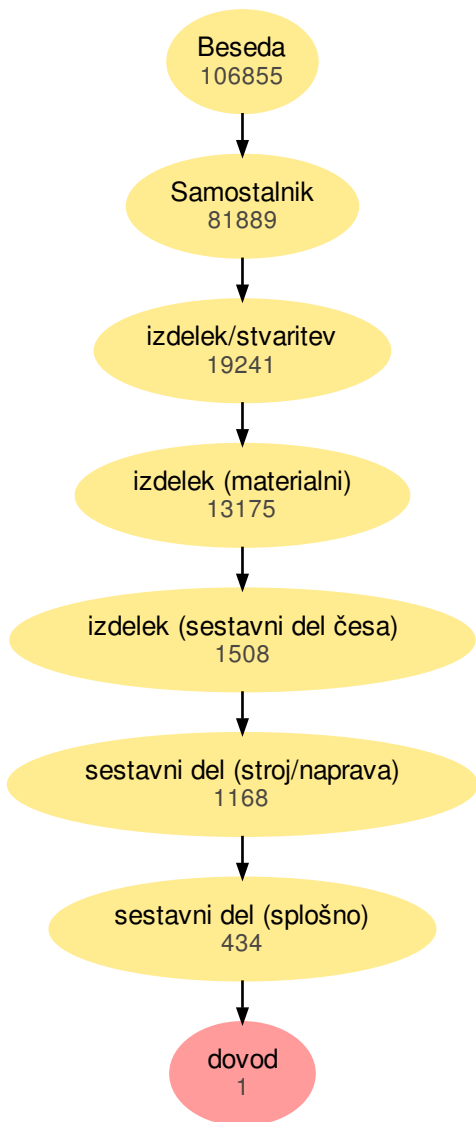 Beseda
106855
Samostalnik
81889
izdelek/stvaritev
19241
izdelek (materialni)
13175
izdelek (sestavni del česa)
1508
sestavni del (stroj/naprava)
1168
sestavni del (splošno)
434
dovod
1